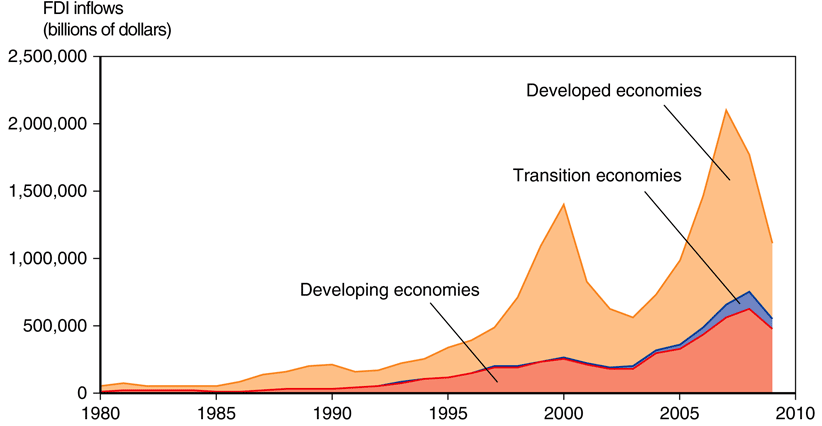 FDI inflows
(billions of dollars)
2,500,000
2,000,000
1,500,000
1,000,000
500,000
0
Developed economies
Transition economies
Developing economies
1980 1985 1990 1995 2000 2005 2010